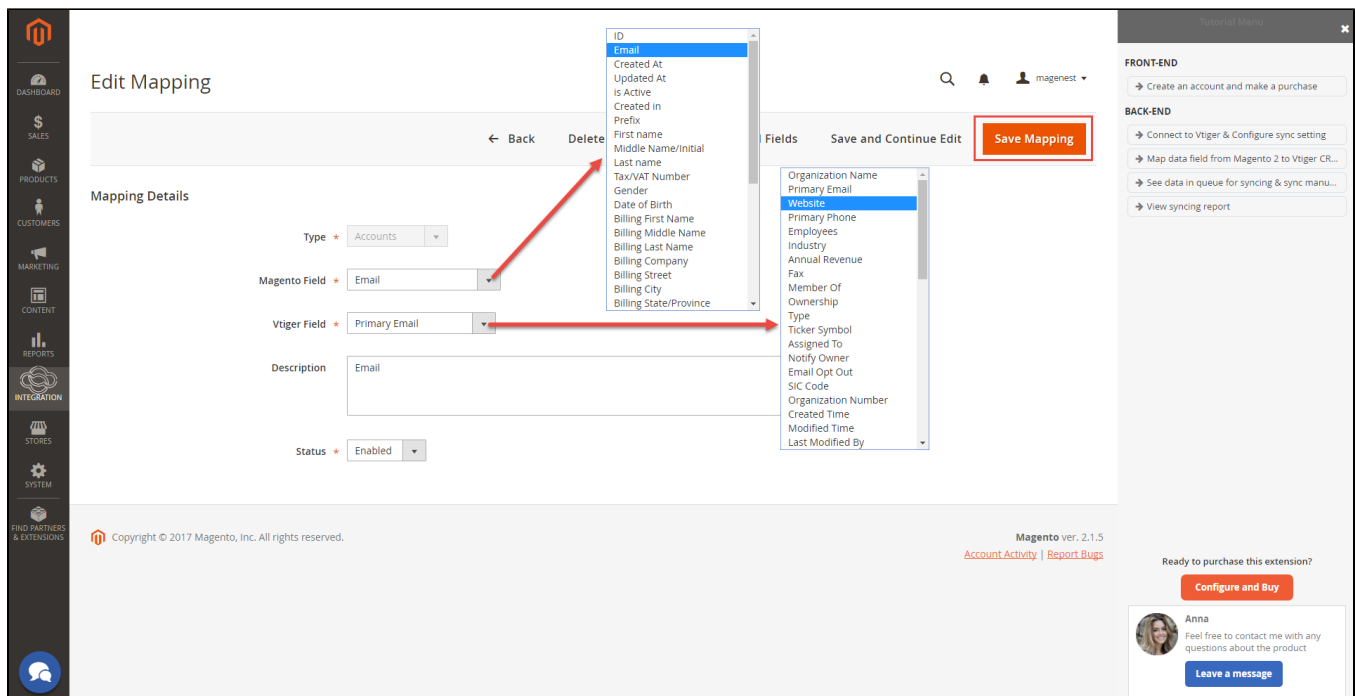 DASHBOARD
SALES
PRODUCTS
CUSTOMERS
MARKETING
CONTENT
REPORTS
INTEGRATION
STORES
SYSTEM
FIND PARTNERS
& EXTENSIONS
Edit Mapping
magenest
Back
Delete
Fields
Save and Continue Edit
Save Mapping
Mapping Details
Type * Accounts
Magento Field * Email
Vtiger Field * Primary Email
Description Email
Status * Enabled
ID
Email
Created At
Updated At
is Active
Created in
Prefix
First name
Middle Name/Initial
Last name
Tax/VAT Number
Gender
Date of Birth
Billing First Name
Billing Middle Name
Billing Last Name
Billing Company
Billing Street
Billing City
Billing State/Province
Organization Name
Primary Email
Website
Primary Phone
Employees
Industry
Annual Revenue
Fax
Member Of
Ownership
Type
Ticker Symbol
Assigned To
Notify Owner
Email Opt Out
SIC Code
Organization Number
Created Time
Modified Time
Last Modified By
Copyright © 2017 Magento, Inc. All rights reserved.
Magento ver. 2.1.5
Account Activity | Report Bugs
Tutorial Menu
FRONT-END
Create an account and make a purchase
BACK-END
Connect to Vtiger & Configure sync setting
Map data field from Magento 2 to Vtiger CR...
See data in queue for syncing & sync manu...
View syncing report
Ready to purchase this extension?
Configure and Buy
Anna
Feel free to contact me with any
questions about the product
Leave a message